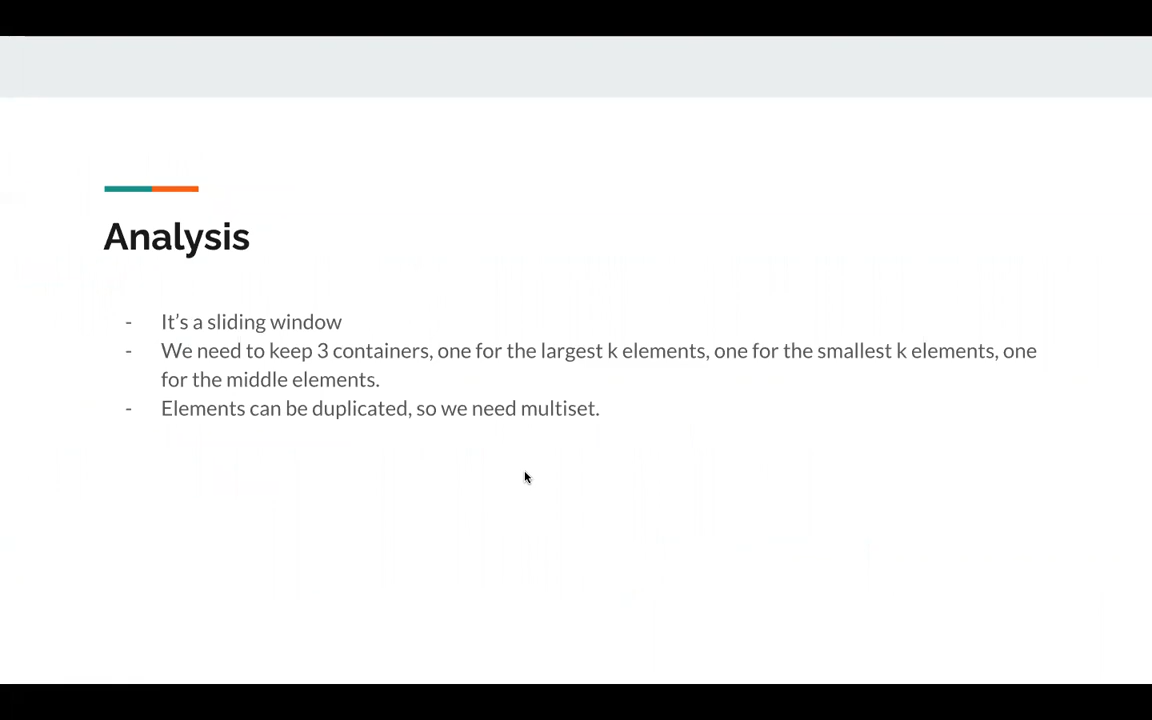 Analysis
- It’s a sliding window
- We need to keep 3 containers, one for the largest k elements, one for the smallest k elements, one
for the middle elements.
- Elements can be duplicated, so we need multiset.